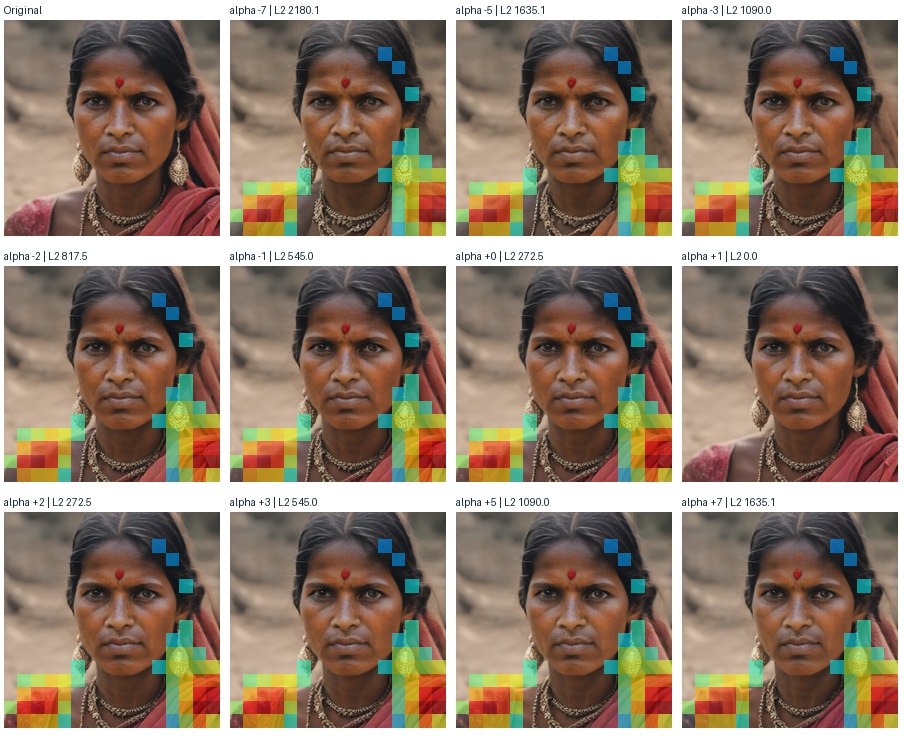 Original
alpha -7 | L2 2180.1
alpha -5 | L2 1635.1
alpha -3 | L2 1090.0
alpha -2 | L2 817.5
alpha -1 | L2 545.0
alpha +0 | L2 272.5
alpha +1 | L2 0.0
alpha +2 | L2 272.5
alpha +3 | L2 545.0
alpha +5 | L2 1090.0
alpha +7 | L2 1635.1